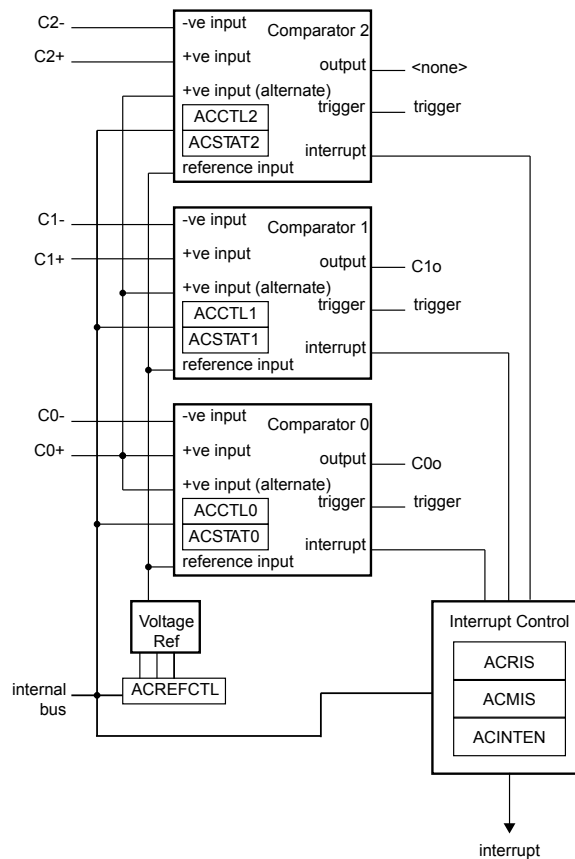 C2-
-ve input
Comparator 2
C2+
+ve input
output
<none>
+ve input (alternate)
trigger
trigger
ACCTL2
ACSTAT2
interrupt
reference input
C1-
-ve input
Comparator 1
C1+
+ve input
output
C1o
+ve input (alternate)
trigger
trigger
ACCTL1
ACSTAT1
interrupt
reference input
C0-
-ve input
Comparator 0
C0+
+ve input
output
C0o
+ve input (alternate)
trigger
trigger
ACCTL0
ACSTAT0
interrupt
reference input
Voltage
Ref
ACREFCTL
internal
bus
Interrupt Control
ACRIS
ACMIS
ACINTEN
interrupt